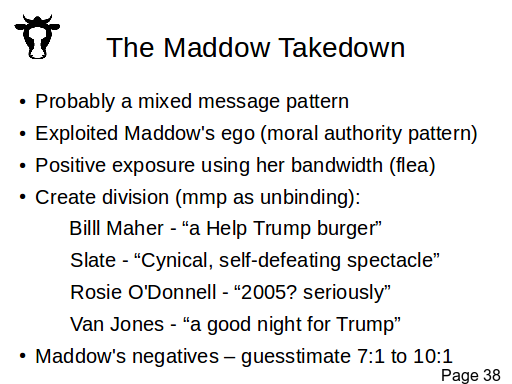 The Maddow Takedown
• Probably a mixed message pattern
• Exploited Maddow's ego (moral authority pattern)
• Positive exposure using her bandwidth (flea)
• Create division (mmp as unbinding):
Billl Maher - “a Help Trump burger”
Slate - “Cynical, self-defeating spectacle”
Rosie O'Donnell - “2005? seriously”
Van Jones - “a good night for Trump”
• Maddow's negatives – guesstimate 7:1 to 10:1
Page 38